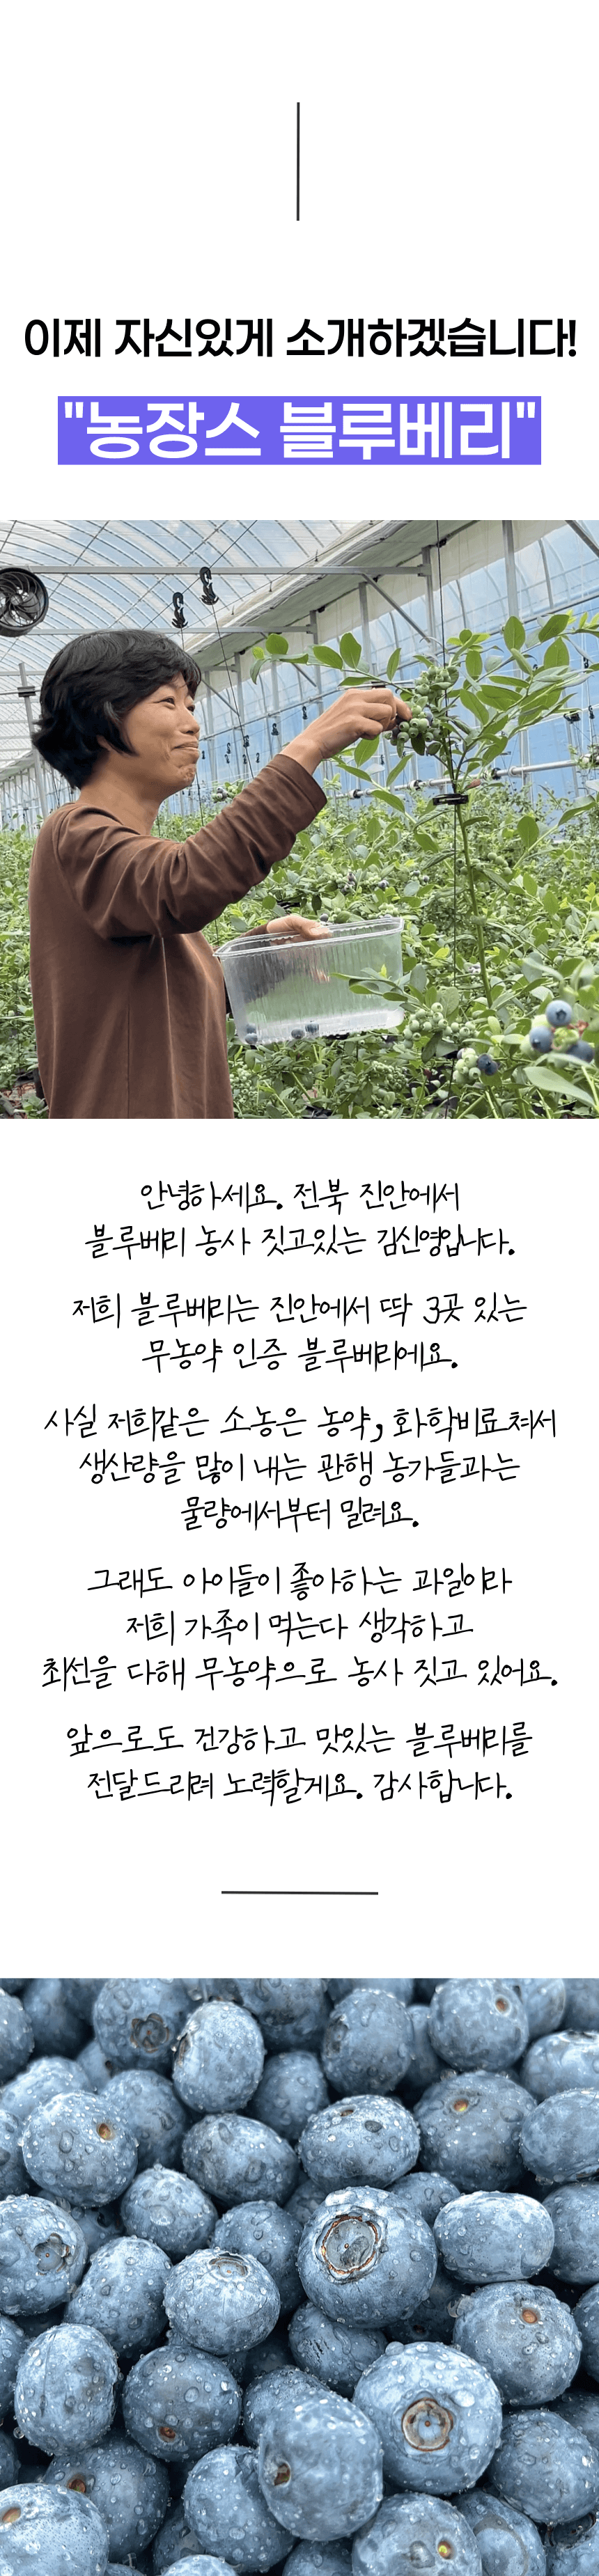 이제 자신있게 소개하겠습니다!
"농장스 블루베리"
안녕하세요. 전북 진안에서
블루베리 농사 짓고있는 김신영입니다.
저희 블루베리는 진안에서 딱 3곳 있는
무농약 인증 블루베리에요.
사실 저희같은 소농은 농약, 화학비료쳐서
생산량을 많이 내는 관행 농가들과는
물량에서부터 밀려요.
그래도 아이들이 좋아하는 과일이라
저희 가족이 먹는다 생각하고
최선을 다해 무농약으로 농사 짓고 있어요.
앞으로도 건강하고 맛있는 블루베리를
전달드리려 노력할게요. 감사합니다.